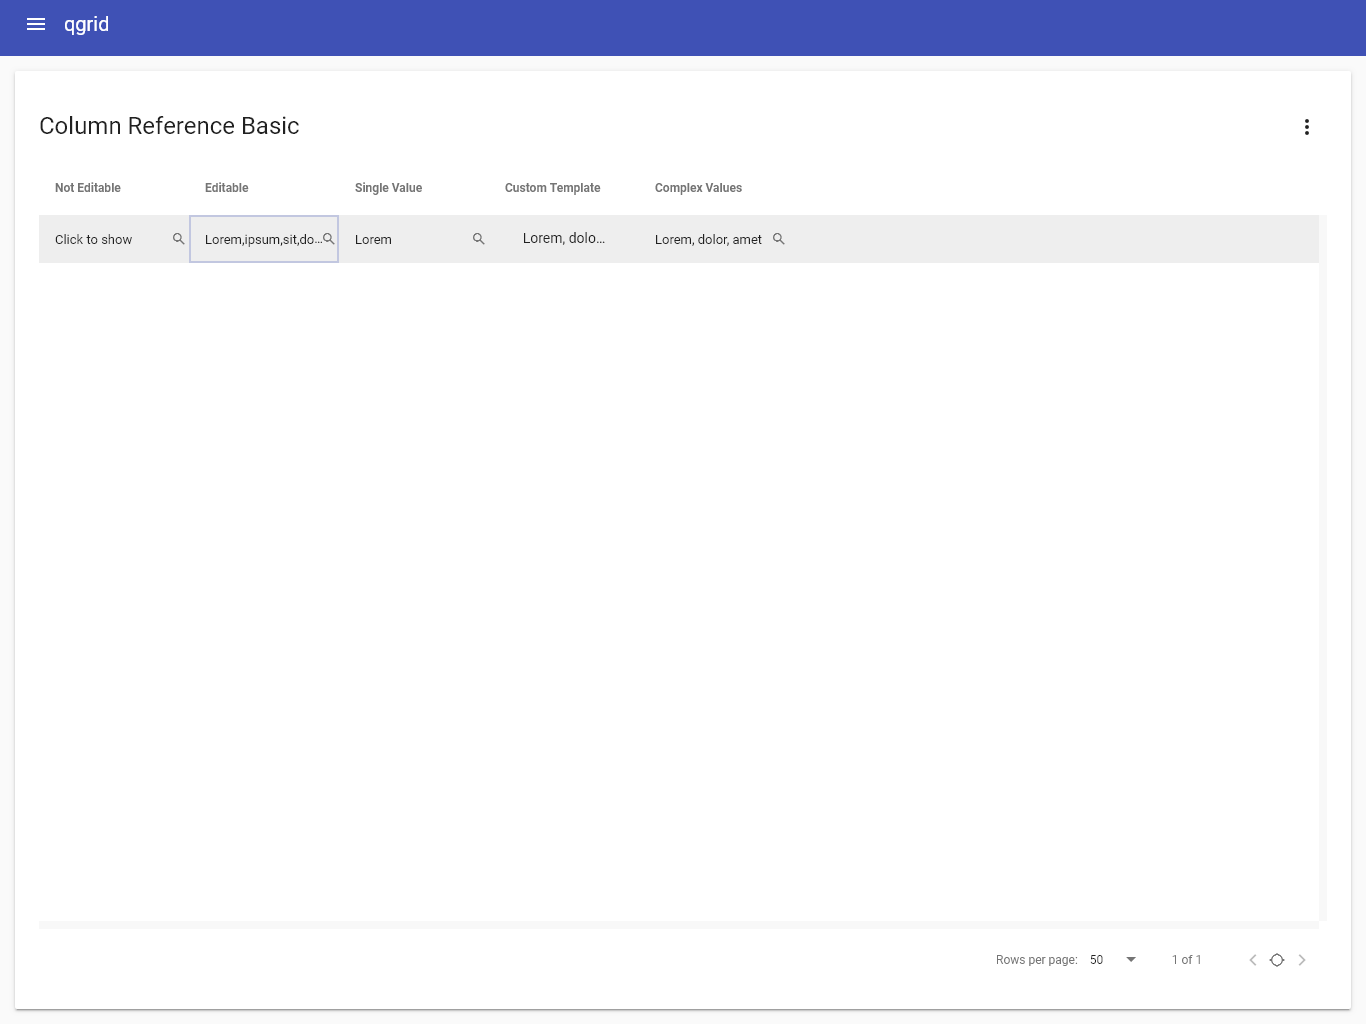 qgrid
Column Reference Basic
Not Editable Editable Single Value Custom Template Complex Values
Click to show Lorem,ipsum,sit,do... Lorem Lorem, dolo... Lorem, dolor, amet
Rows per page: 50 1 of 1